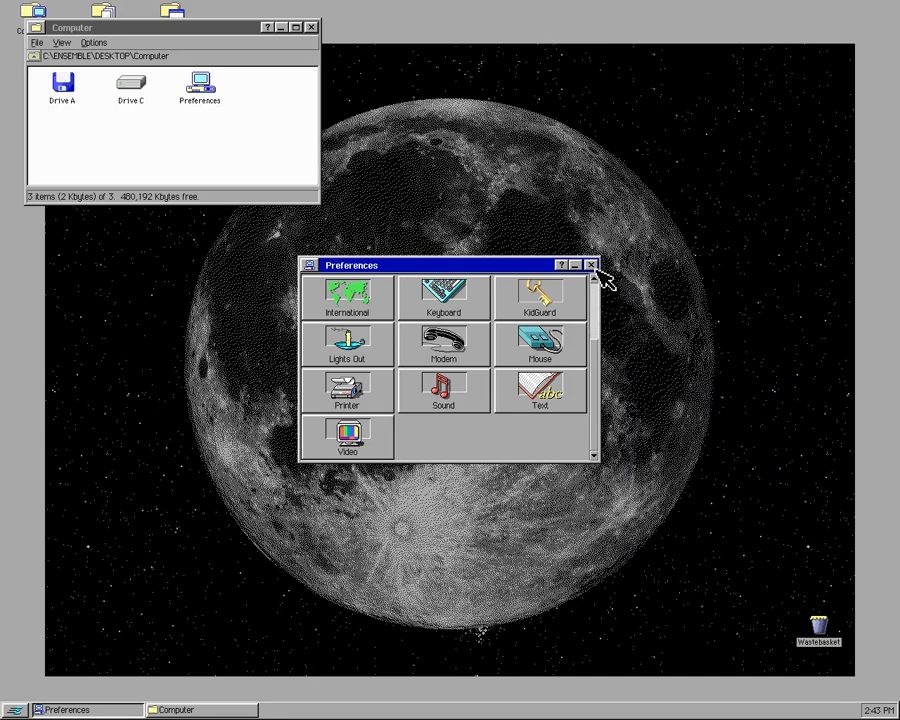 Computer
File View Options
C:\ENSEMBLE\DESKTOP\Computer
Drive A Drive C Preferences
3 items (2 Kbytes) of 3. 480,192 Kbytes free.
Preferences
International Keyboard KidGuard
Lights Out Modem Mouse
Printer Sound abc Text
Video
Wastebasket
Preferences Computer 2:43 PM